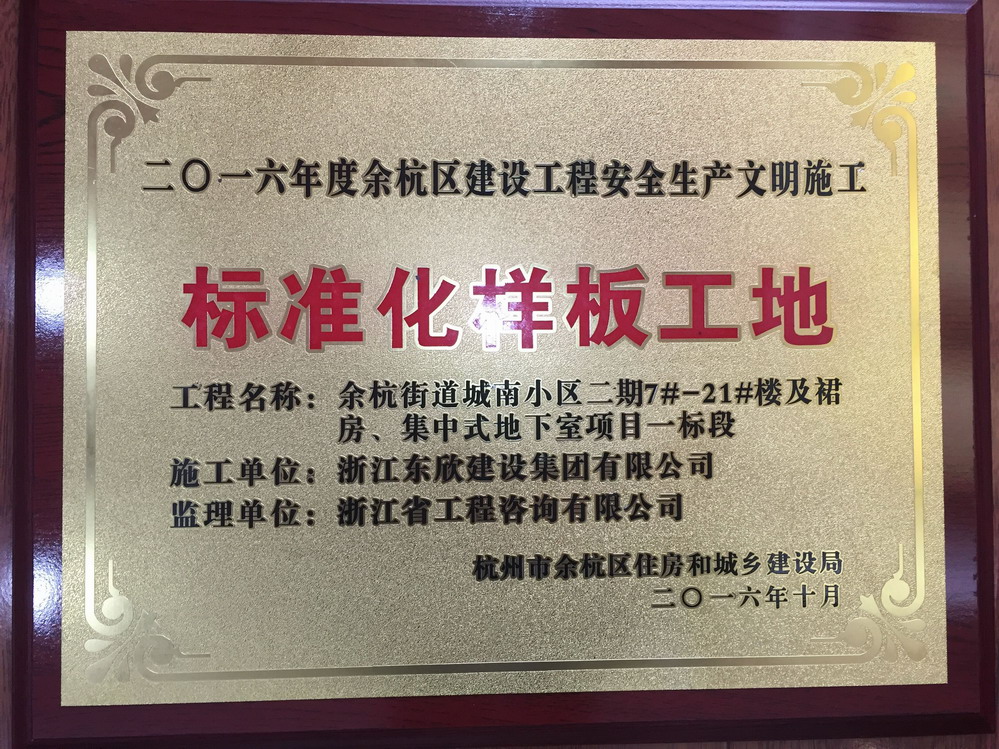 二〇一六年度余杭区建设工程安全生产文明施工
标准化样板工地
工程名称：余杭街道城南小区二期7#-21#楼及裙
房、集中式地下室项目一标段
施工单位：浙江东欣建设集团有限公司
监理单位：浙江省工程咨询有限公司
杭州市余杭区住房和城乡建设局
二〇一六年十月